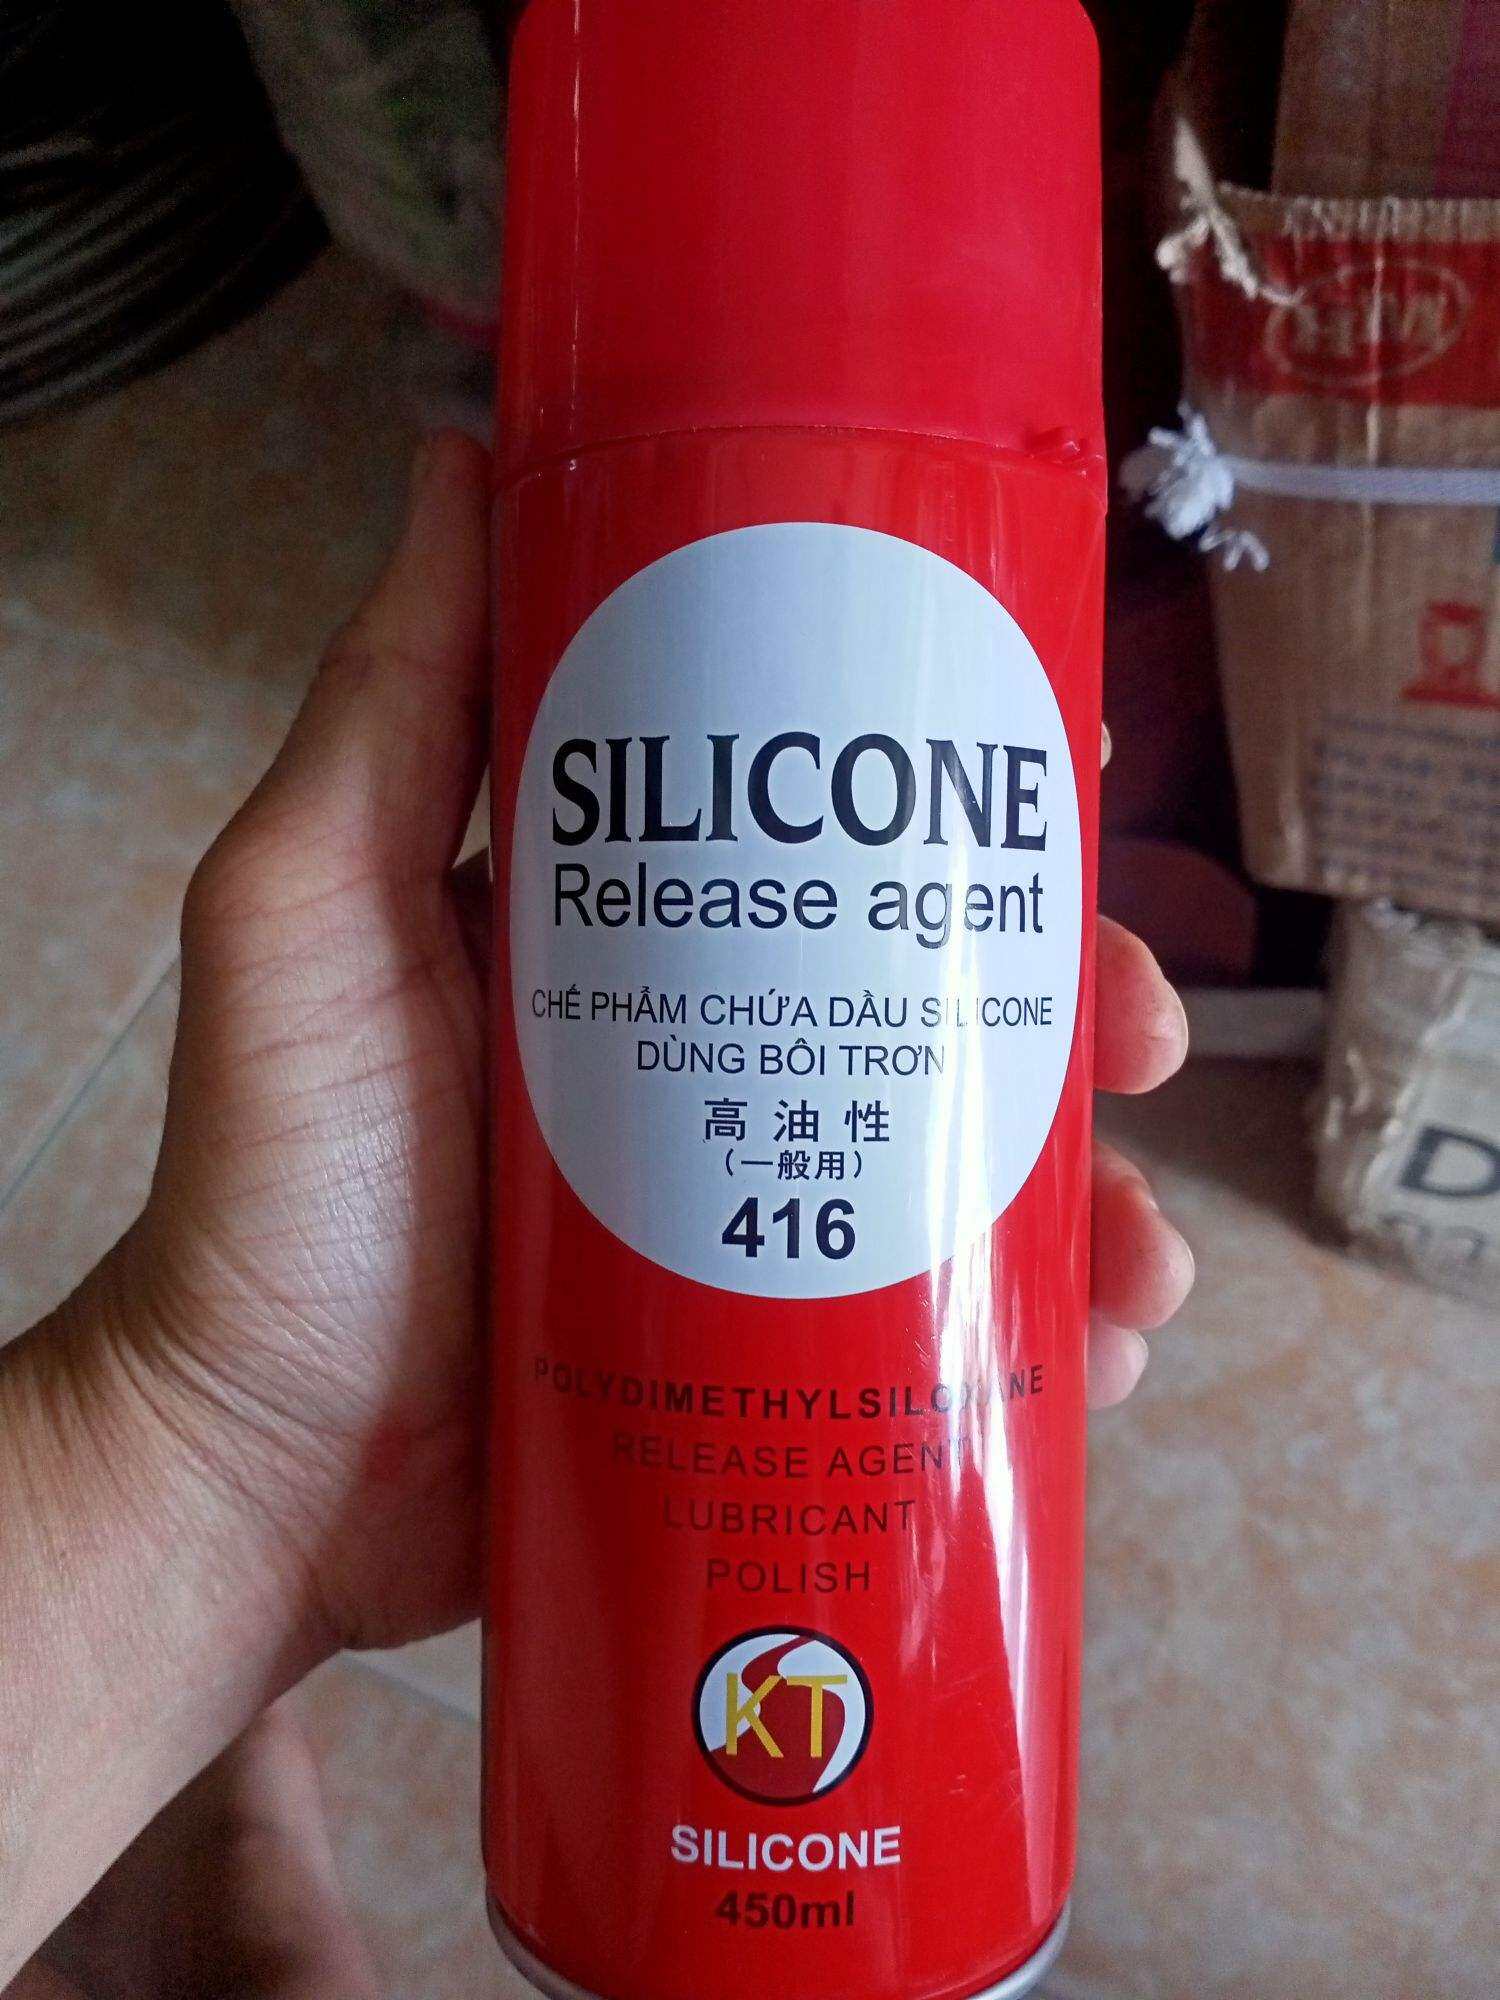 SILICONE
Release agent
CHẾ PHẨM CHỨA DẦU SILICONE
DÙNG BÔI TRƠN
高油性
(一般用)
416
POLYDIMETHYLSILOXANE
RELEASE AGENT
LUBRICANT
POLISH
KT
SILICONE
450ml
D